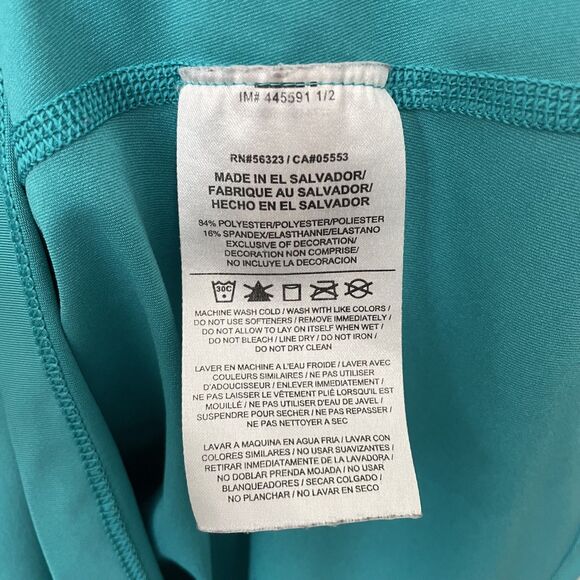 IM# 445591 1/2
RN#56323 / CA#05553
MADE IN EL SALVADOR/
FABRIQUE AU SALVADOR/
HECHO EN EL SALVADOR
84% POLYESTER/POLYESTER/POLIESTER
16% SPANDEX/ELASTHANNE/ELASTANO
EXCLUSIVE OF DECORATION/
DECORATION NON COMPRISE/
NO INCLUYE LA DECORACION
30C
MACHINE WASH COLD / WASH WITH LIKE COLORS /
DO NOT USE SOFTENERS / REMOVE IMMEDIATELY /
DO NOT ALLOW TO LAY ON ITSELF WHEN WET /
DO NOT BLEACH / LINE DRY / DO NOT IRON /
DO NOT DRY CLEAN
LAVER EN MACHINE A L'EAU FROIDE / LAVER AVEC
COULEURS SIMILAIRES / NE PAS UTILISER
D'ADOUCISSEUR / ENLEVER IMMÉDIATEMENT /
NE PAS LAISSER LE VÊTEMENT PLIÉ LORSQU'IL EST
MOUILLÉ / NE PAS UTILISER D'EAU DE JAVEL /
SUSPENDRE POUR SECHER / NE PAS REPASSER /
NE PAS NETTOYER A SEC
LAVAR A MAQUINA EN AGUA FRIA / LAVAR CON
COLORES SIMILARES / NO USAR SUAVIZANTES /
RETIRAR INMEDIATAMENTE DE LA LAVADORA /
NO DOBLAR PRENDA MOJADA / NO USAR
BLANQUEADORES / SECAR COLGADO /
NO PLANCHAR / NO LAVAR EN SECO